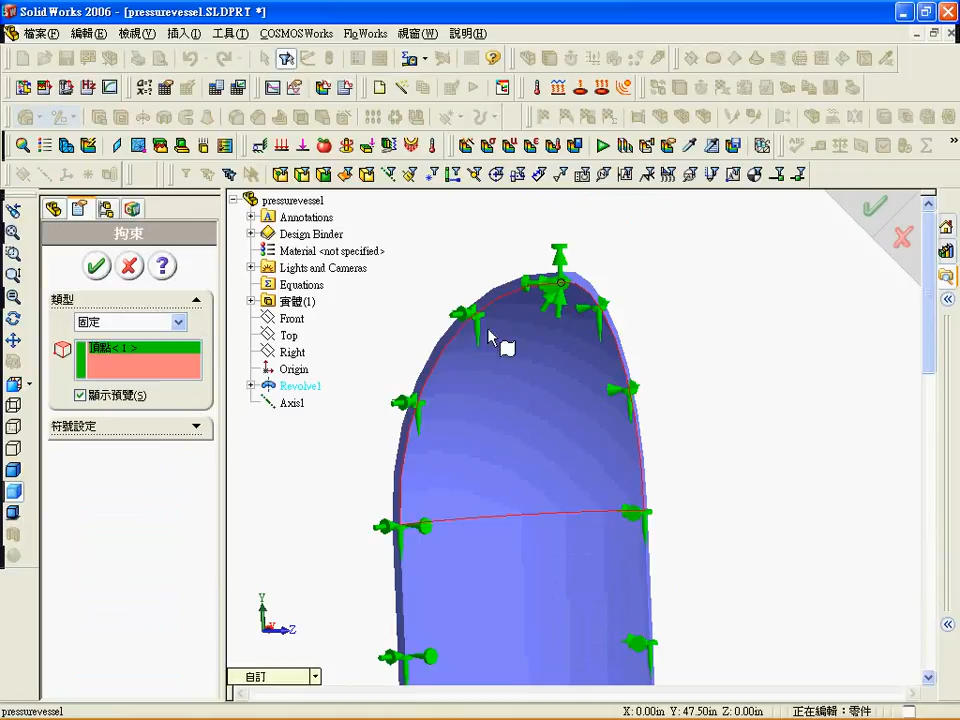 SolidWorks 2006 - [pressurevessel.SLDPRT *]
檔案(F) 編輯(E) 檢視(V) 插入(I) 工具(T) COSMOSWorks FloWorks 視窗(W) 說明(H)
拘束
類型
固定
頂點< 1 >
顯示預覽(S)
符號設定
pressurevessel
Annotations
Design Binder
Material <not specified>
Lights and Cameras
Equations
實體(1)
Front
Top
Right
Origin
Revolve1
Axis1
Y
Z
自訂
pressurevessel
X: 0.00in Y: 47.50in Z: 0.00in 正在編輯：零件